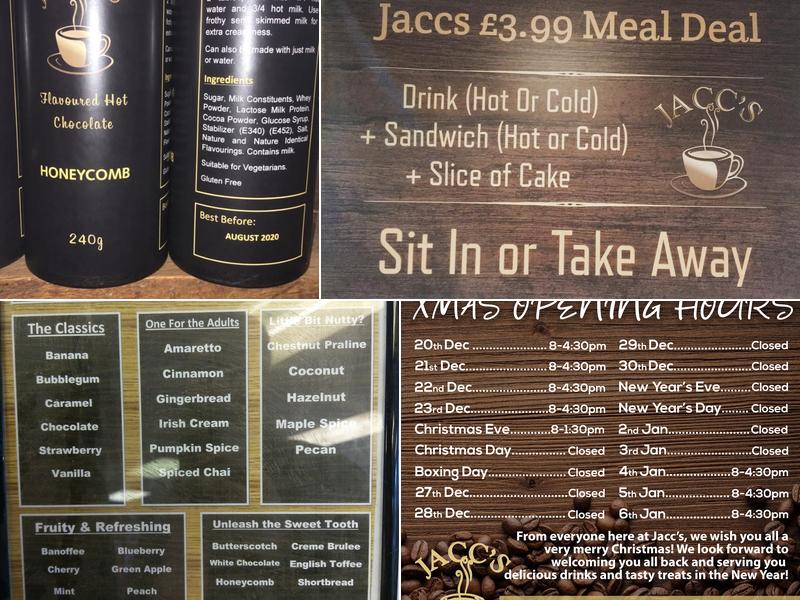 Flavoured Hot
Chocolate
HONEYCOMB
240g
water and 3/4 hot milk. Use
frothy semi skimmed milk for
extra creaminess.
Can also be made with just milk
or water.
Ingredients
Sugar, Milk Constituents, Whey
Powder, Lactose Milk Protein,
Cocoa Powder, Glucose Syrup,
Stabilizer (E340) (E452), Salt,
Nature and Nature Identical
Flavourings. Contains milk.
Suitable for Vegetarians.
Gluten Free
Best Before:
AUGUST 2020
Jaccs £3.99 Meal Deal
Drink (Hot Or Cold)
+ Sandwich (Hot or Cold)
+ Slice of Cake
JACC'S
Sit In or Take Away
The Classics
Banana
Bubblegum
Caramel
Chocolate
Strawberry
Vanilla
One For the Adults
Amaretto
Cinnamon
Gingerbread
Irish Cream
Pumpkin Spice
Spiced Chai
Little Bit Nutty?
Chestnut Praline
Coconut
Hazelnut
Maple Spice
Pecan
Fruity & Refreshing
Banoffee Blueberry
Cherry Green Apple
Mint Peach
Unleash the Sweet Tooth
Butterscotch Creme Brulee
White Chocolate English Toffee
Honeycomb Shortbread
XMAS OPENING HOURS
20th Dec.....................8-4:30pm
21st Dec.....................8-4:30pm
22nd Dec....................8-4:30pm
23rd Dec....................8-4:30pm
Christmas Eve..........8-1:30pm
Christmas Day..............Closed
Boxing Day....................Closed
27th Dec.........................Closed
28th Dec.........................Closed
29th Dec....................Closed
30th Dec....................Closed
New Year's Eve........Closed
New Year's Day.......Closed
2nd Jan.....................Closed
3rd Jan......................Closed
4th Jan................8-4:30pm
5th Jan................8-4:30pm
6th Jan................8-4:30pm
From everyone here at Jacc's, we wish you all a
very merry Christmas! We look forward to
welcoming you all back and serving you
delicious drinks and tasty treats in the New Year!
JACC'S